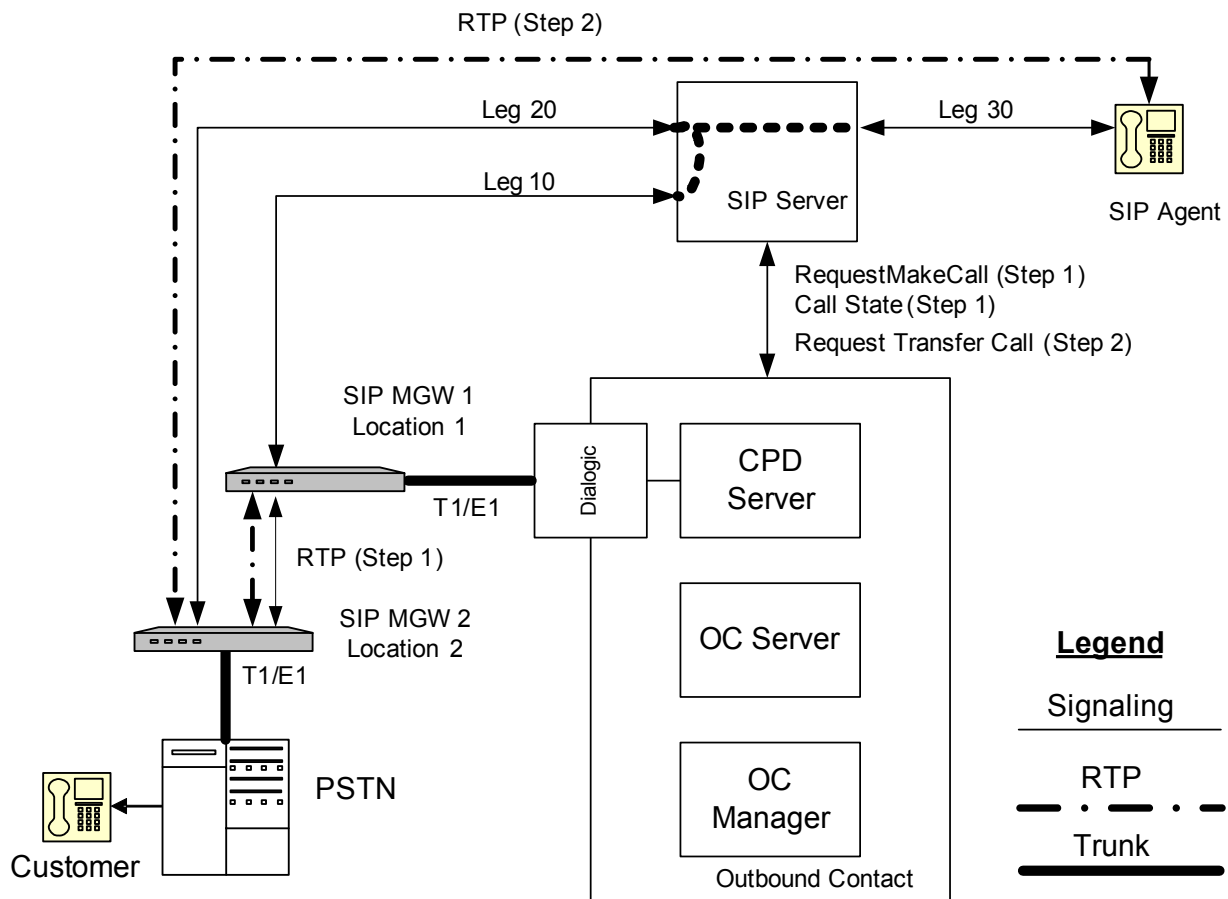 RTP (Step 2)
Leg 20
Leg 30
Leg 10
SIP Server
SIP Agent
RequestMakeCall (Step 1)
Call State (Step 1)
Request Transfer Call (Step 2)
SIP MGW 1
Location 1
Dialogic
CPD
Server
T1/E1
RTP (Step 1)
SIP MGW 2
Location 2
T1/E1
OC Server
Legend
Signaling
PSTN
OC
Manager
RTP
Customer
Trunk
Outbound Contact